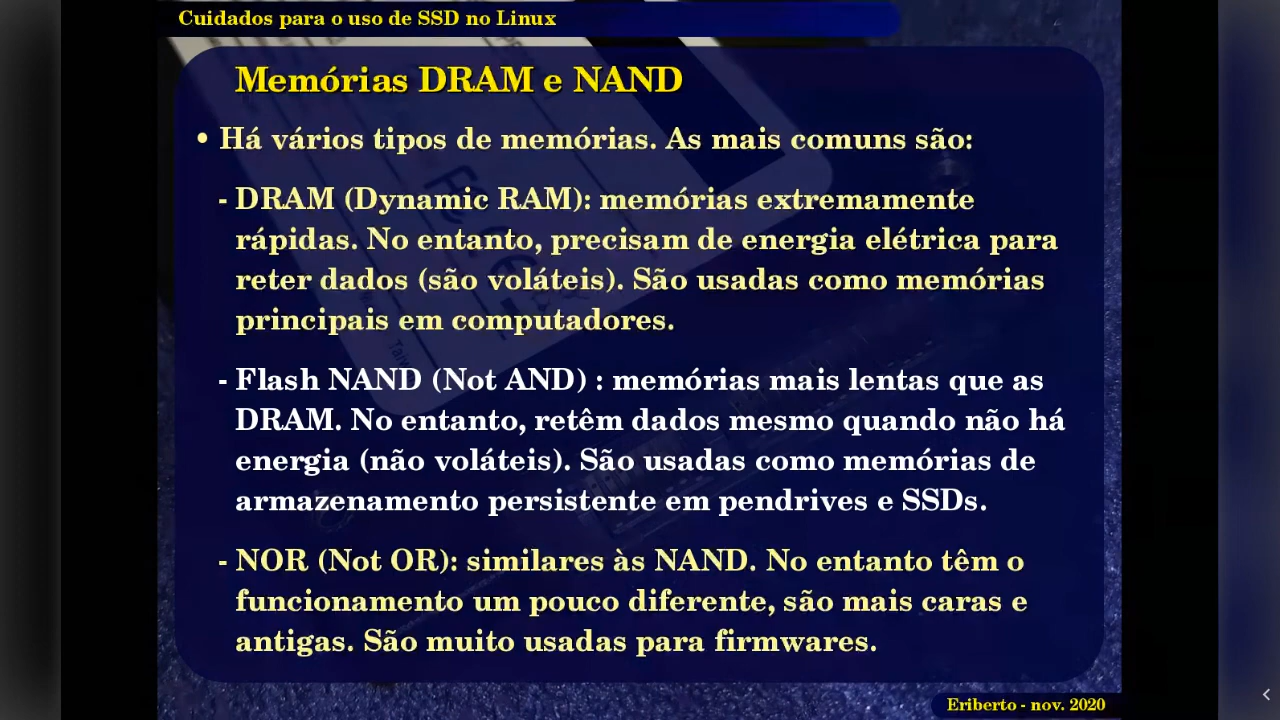 Cuidados para o uso de SSD no Linux
Memórias DRAM e NAND
• Há vários tipos de memórias. As mais comuns são:
- DRAM (Dynamic RAM): memórias extremamente
rápidas. No entanto, precisam de energia elétrica para
reter dados (são voláteis). São usadas como memórias
principais em computadores.
- Flash NAND (Not AND) : memórias mais lentas que as
DRAM. No entanto, retêm dados mesmo quando não há
energia (não voláteis). São usadas como memórias de
armazenamento persistente em pendrives e SSDs.
- NOR (Not OR): similares às NAND. No entanto têm o
funcionamento um pouco diferente, são mais caras e
antigas. São muito usadas para firmwares.
Eriberto - nov. 2020